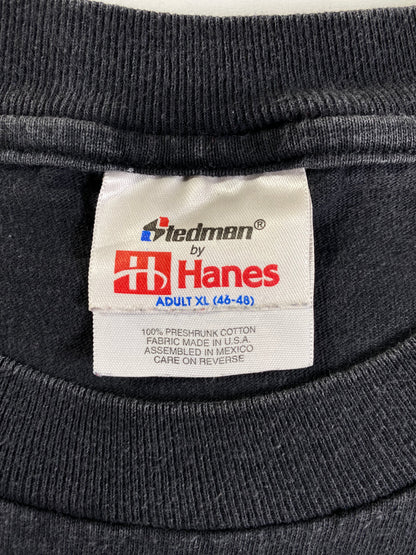 Stedman®
by
Hanes
ADULT XL (46-48)
100% PRESHRUNK COTTON
FABRIC MADE IN U.S.A.
ASSEMBLED IN MEXICO
CARE ON REVERSE